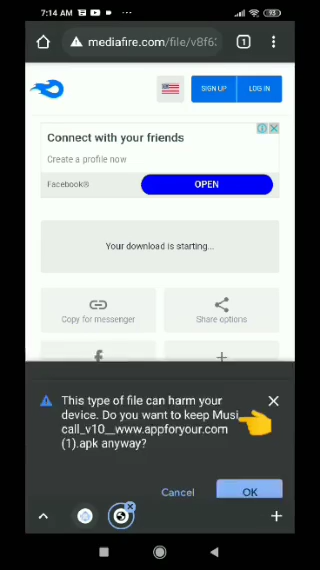 7:14 AM
93
mediafire.com/file/v8f6
1
SIGN UP
LOG IN
Connect with your friends
Create a profile now
Facebook®
OPEN
Your download is starting...
Copy for messenger
Share options
This type of file can harm your
device. Do you want to keep Musi
call_v10__www.appforyour.com
(1).apk anyway?
Cancel
OK